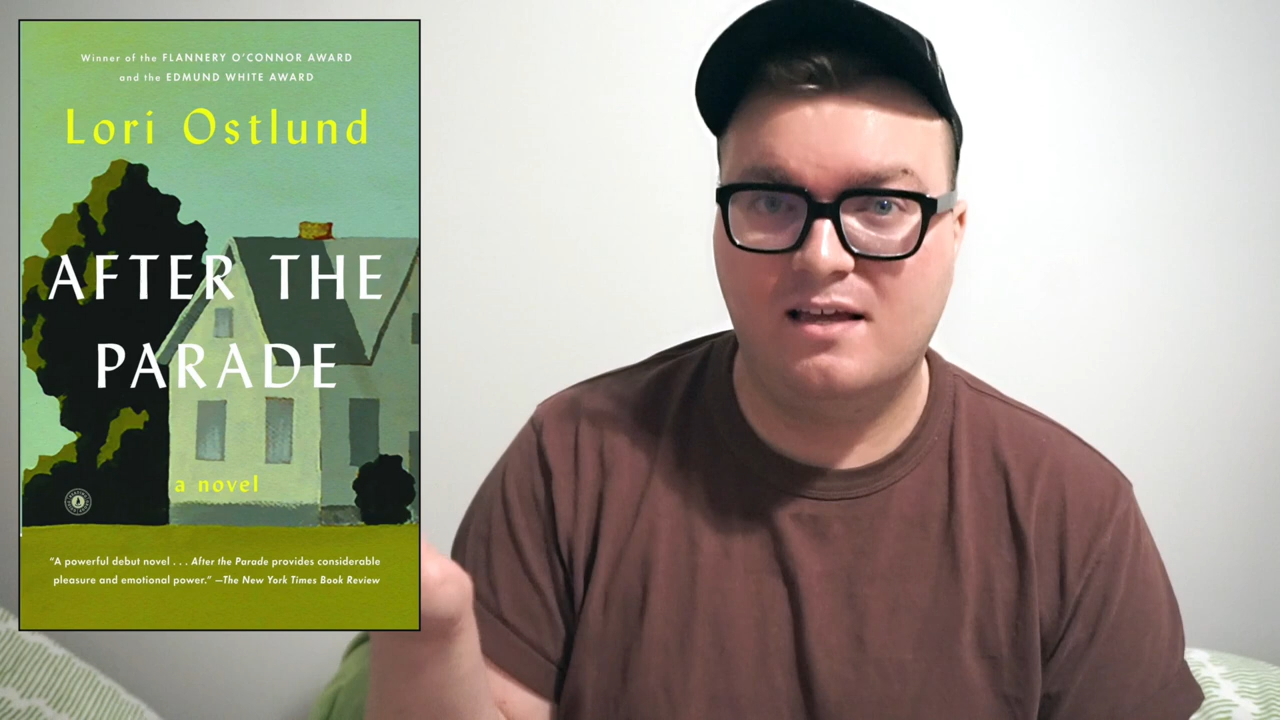 Winner of the FLANNERY O'CONNOR AWARD
and the EDMUND WHITE AWARD
Lori Ostlund
AFTER THE
PARADE
a novel
"A powerful debut novel . . . After the Parade provides considerable
pleasure and emotional power." —The New York Times Book Review